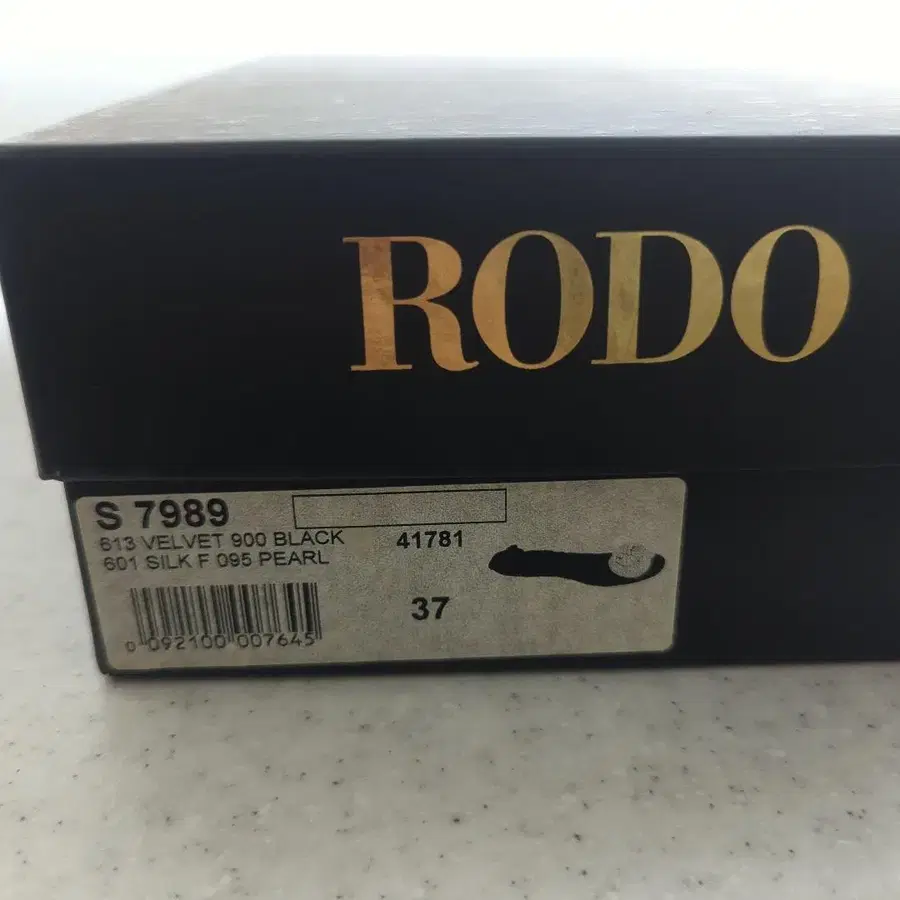 RODO
S 7989
613 VELVET 900 BLACK 41781
601 SILK F 095 PEARL
37
0 092100 007645